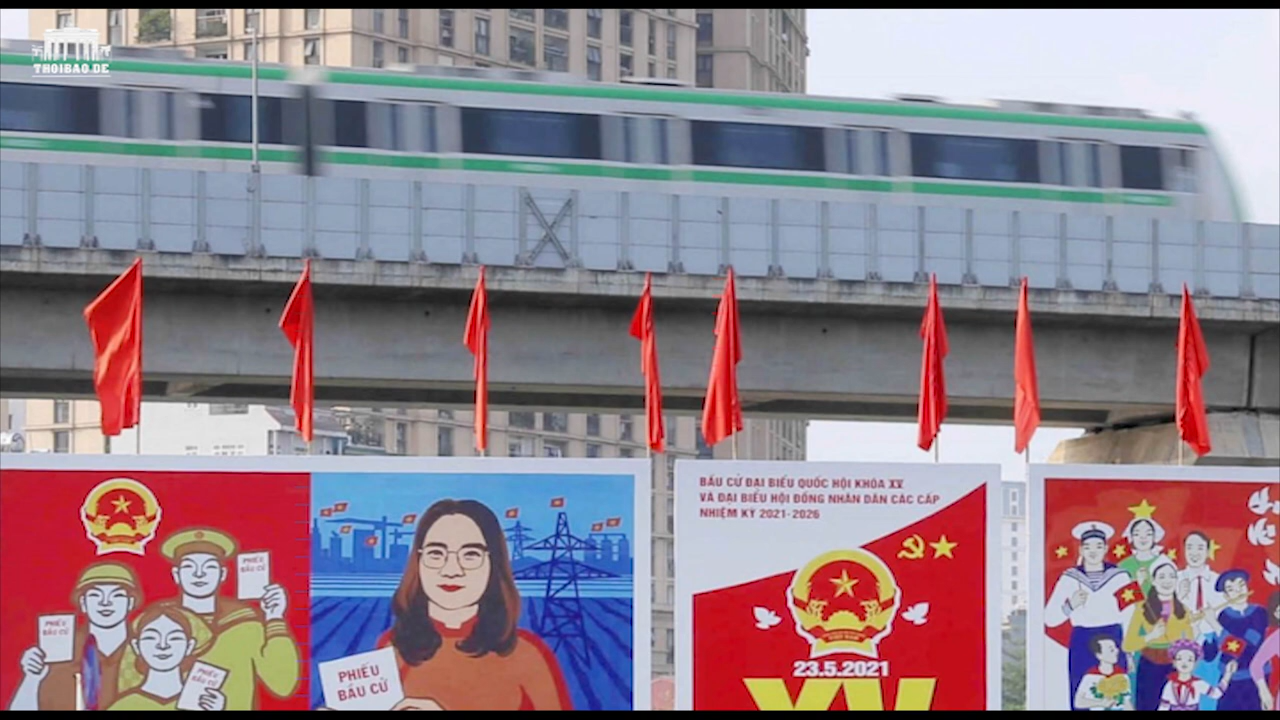 THOIBAO.DE
BẦU CỬ ĐẠI BIỂU QUỐC HỘI KHÓA XV
VÀ ĐẠI BIỂU HỘI ĐỒNG NHÂN DÂN CÁC CẤP
NHIỆM KỲ 2021-2026
PHIẾU
BẦU CỬ
PHIẾU
BẦU CỬ
PHIẾU
BẦU CỬ
PHIẾU
BẦU CỬ
VIỆT NAM
23.5.2021
XV